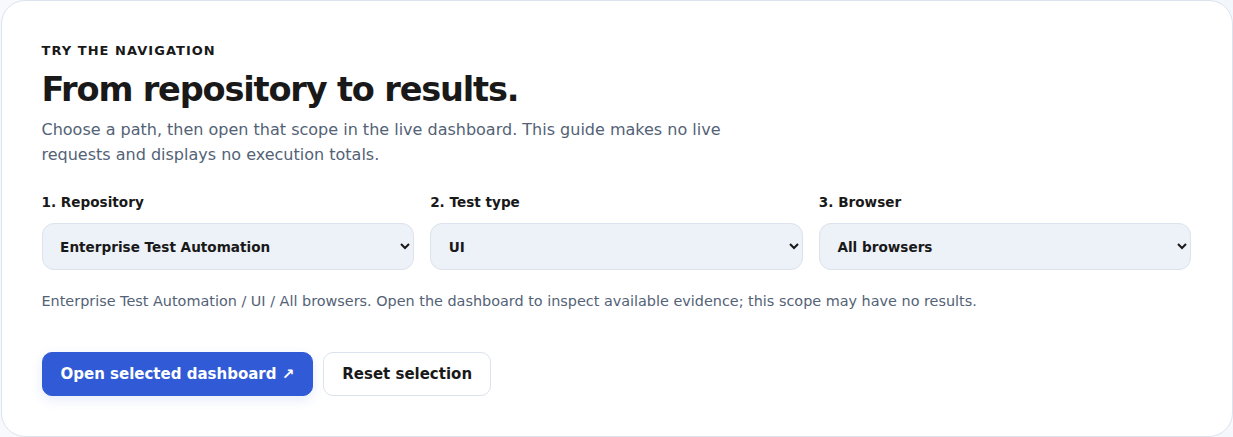 TRY THE NAVIGATION
From repository to results.
Choose a path, then open that scope in the live dashboard. This guide makes no live
requests and displays no execution totals.
1. Repository
2. Test type
3. Browser
Enterprise Test Automation
UI
All browsers
Enterprise Test Automation / UI / All browsers. Open the dashboard to inspect available evidence; this scope may have no results.
Open selected dashboard ↗
Reset selection